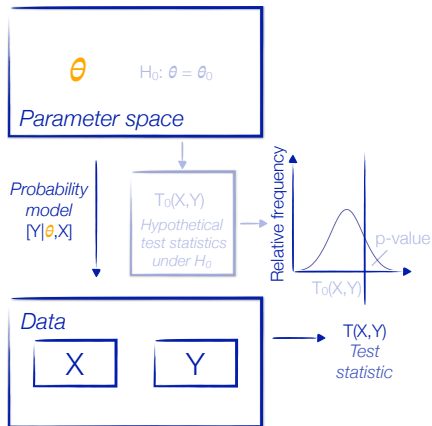 θ
H₀: θ = θ₀
Parameter space
Probability
model
[Y|θ,X]
T₀(X,Y)
Hypothetical
test statistics
under H₀
Relative frequency
p-value
T₀(X,Y)
Data
X
Y
T(X,Y)
Test
statistic